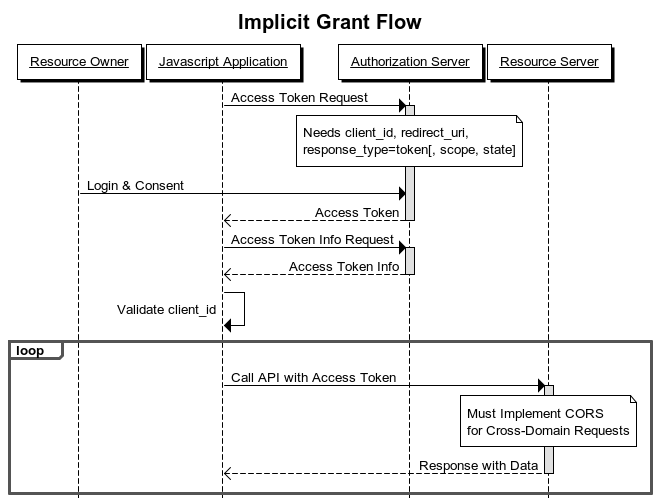 Implicit Grant Flow
Resource Owner
Javascript Application
Authorization Server
Resource Server
Access Token Request
Needs client_id, redirect_uri,
response_type=token[, scope, state]
Login & Consent
Access Token
Access Token Info Request
Access Token Info
Validate client_id
loop
Call API with Access Token
Must Implement CORS
for Cross-Domain Requests
Response with Data